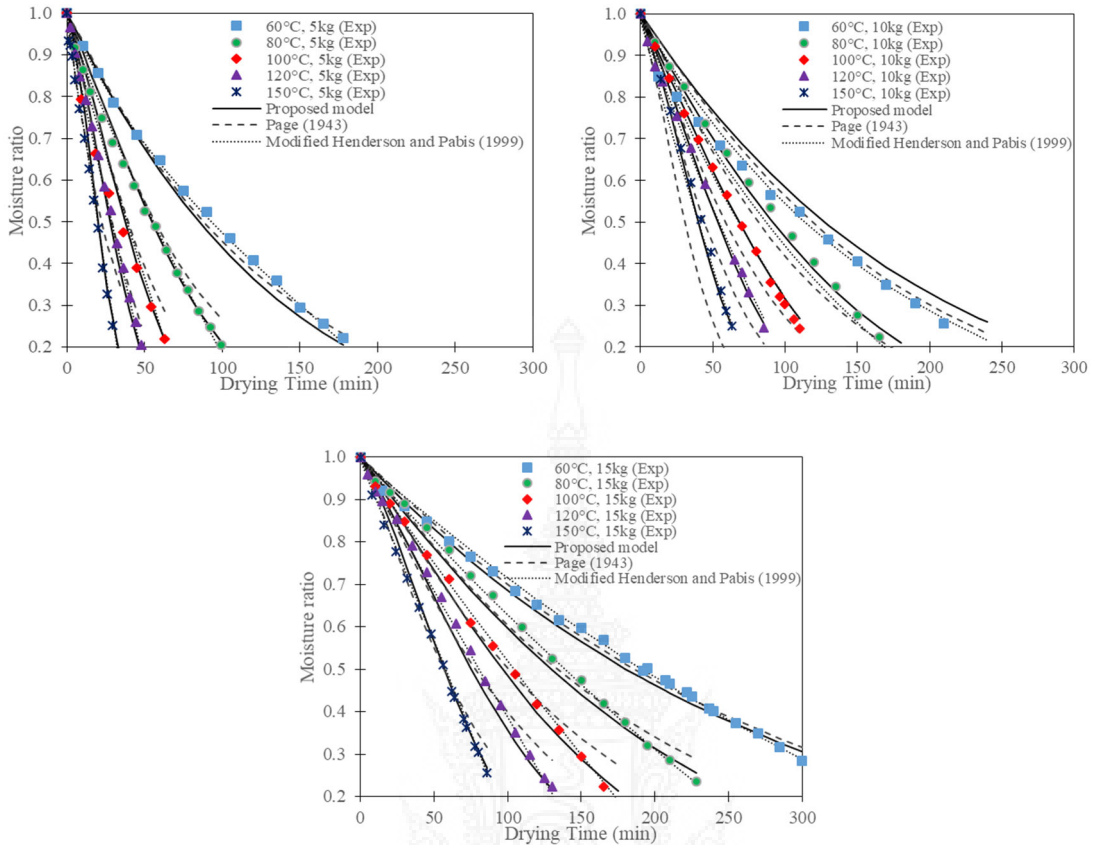 1.0
0.9
0.8
0.7
0.6
0.5
0.4
0.3
0.2
Moisture ratio
60°C, 5kg (Exp)
80°C, 5kg (Exp)
100°C, 5kg (Exp)
120°C, 5kg (Exp)
150°C, 5kg (Exp)
Proposed model
Page (1943)
Modified Henderson and Pabis (1999)
0 50 100 150 200 250 300
Drying Time (min)
1.0
0.9
0.8
0.7
0.6
0.5
0.4
0.3
0.2
Moisture ratio
60°C, 10kg (Exp)
80°C, 10kg (Exp)
100°C, 10kg (Exp)
120°C, 10kg (Exp)
150°C, 10kg (Exp)
Proposed model
Page (1943)
Modified Henderson and Pabis (1999)
0 50 100 150 200 250 300
Drying Time (min)
1.0
0.9
0.8
0.7
0.6
0.5
0.4
0.3
0.2
Moisture ratio
60°C, 15kg (Exp)
80°C, 15kg (Exp)
100°C, 15kg (Exp)
120°C, 15kg (Exp)
150°C, 15kg (Exp)
Proposed model
Page (1943)
Modified Henderson and Pabis (1999)
0 50 100 150 200 250 300
Drying Time (min)